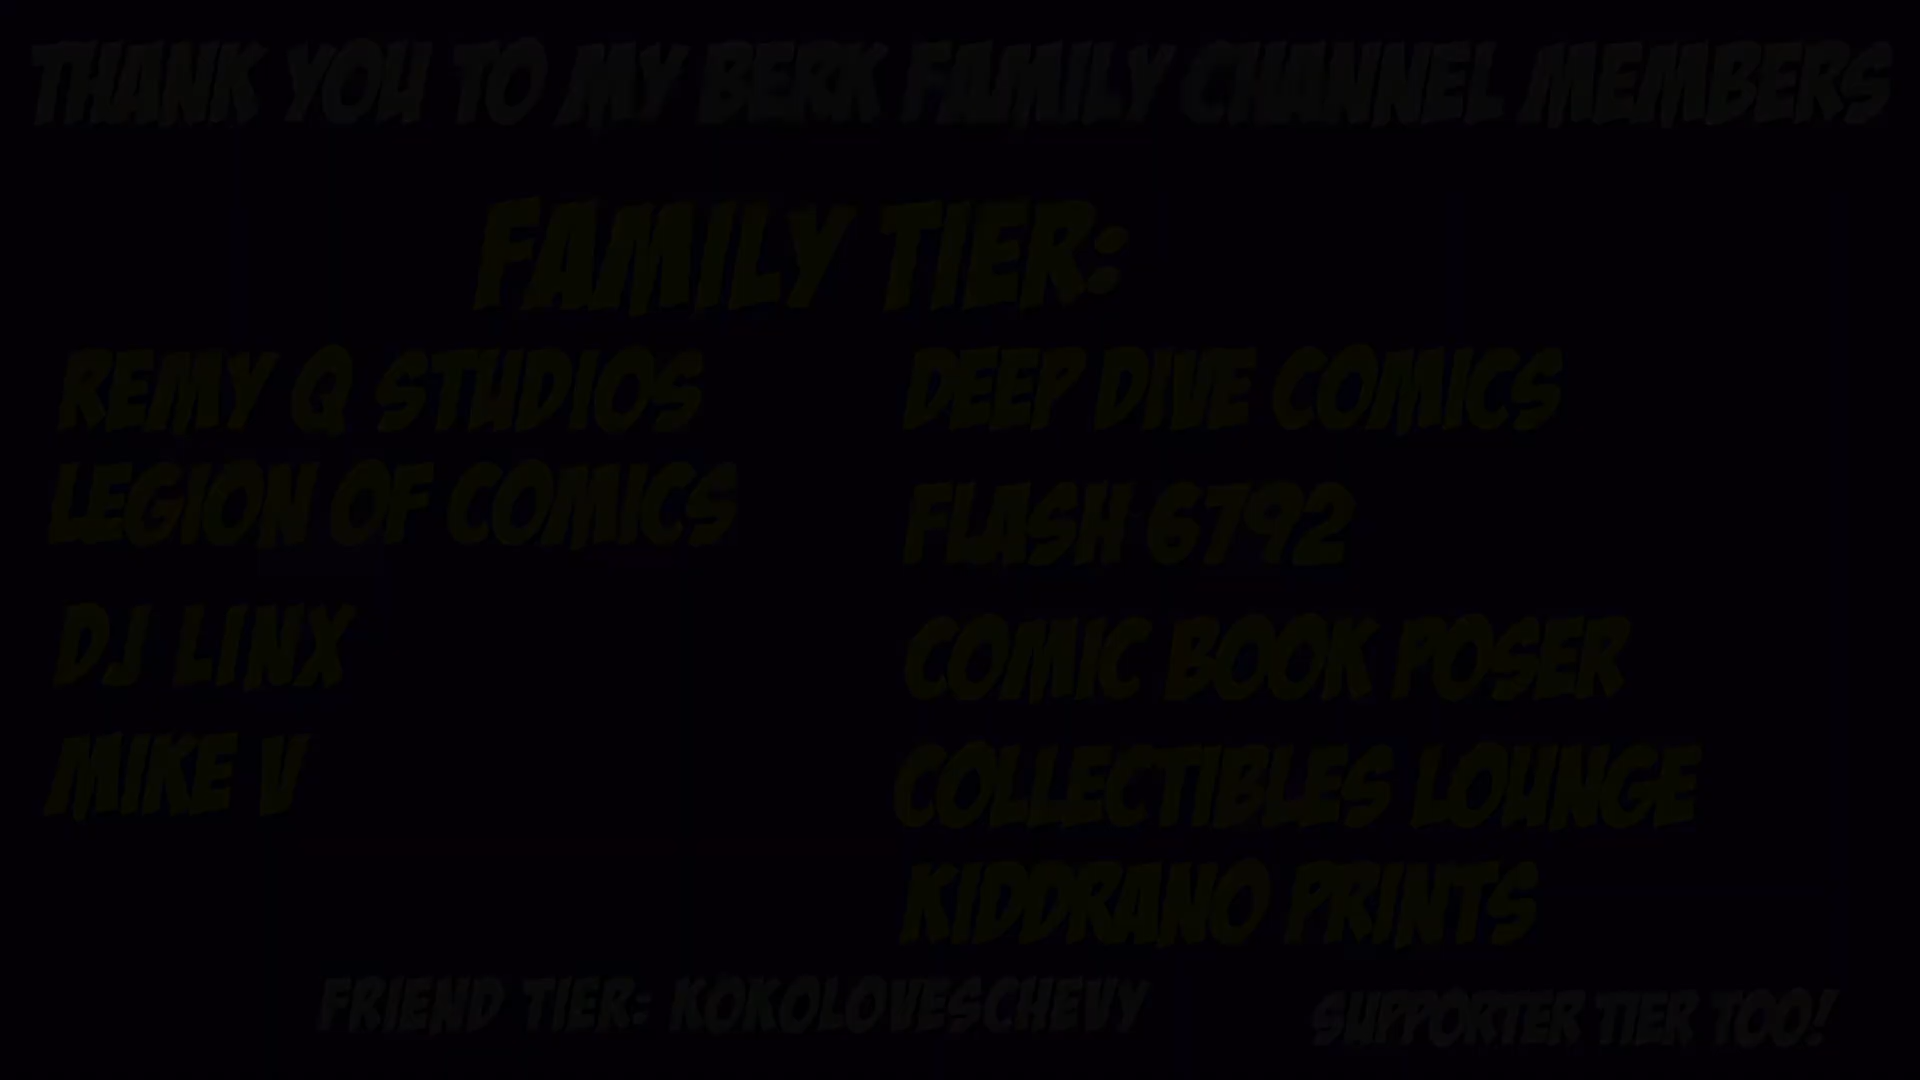 THANK YOU TO MY BERK FAMILY CHANNEL MEMBERS
FAMILY TIER:
REMY Q STUDIOS
LEGION OF COMICS
DJ LINX
MIKE V
DEEP DIVE COMICS
FLASH 6792
COMIC BOOK POSER
COLLECTIBLES LOUNGE
KIDDRANO PRINTS
FRIEND TIER: KOKOLOVESCHEVY
SUPPORTER TIER TOO!